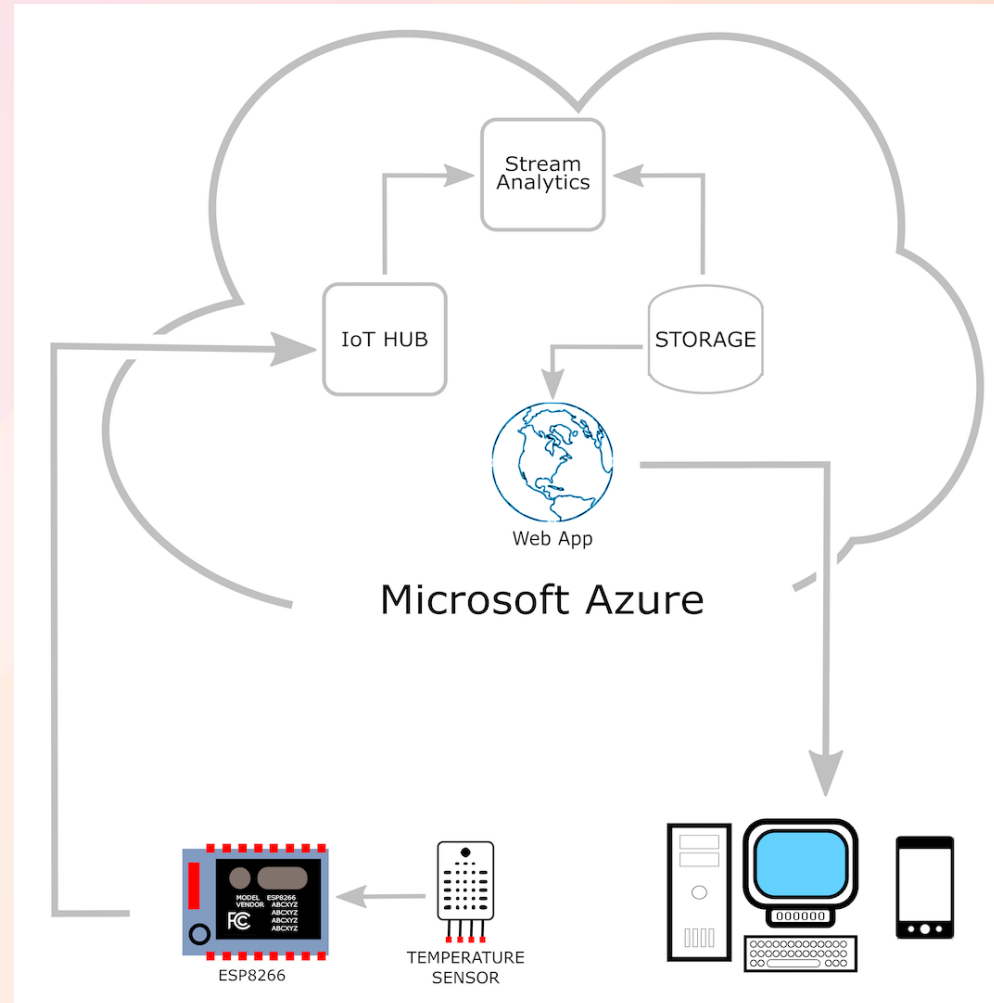 Stream
Analytics
IoT HUB
STORAGE
Web App
Microsoft Azure
MODEL ESP8266
VENDOR ABCXYZ
ABCXYZ
ABCXYZ
ABCXYZ
FC
ESP8266
TEMPERATURE
SENSOR